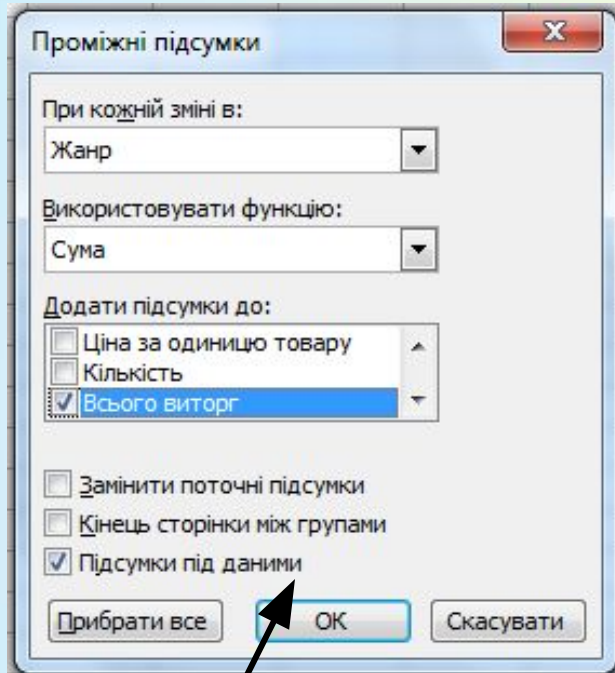 Проміжні підсумки
При кожній зміні в:
Жанр
Використовувати функцію:
Сума
Додати підсумки до:
Ціна за одиницю товару
Кількість
Всього виторг
Замінити поточні підсумки
Кінець сторінки між групами
Підсумки під даними
Прибрати все OK Скасувати